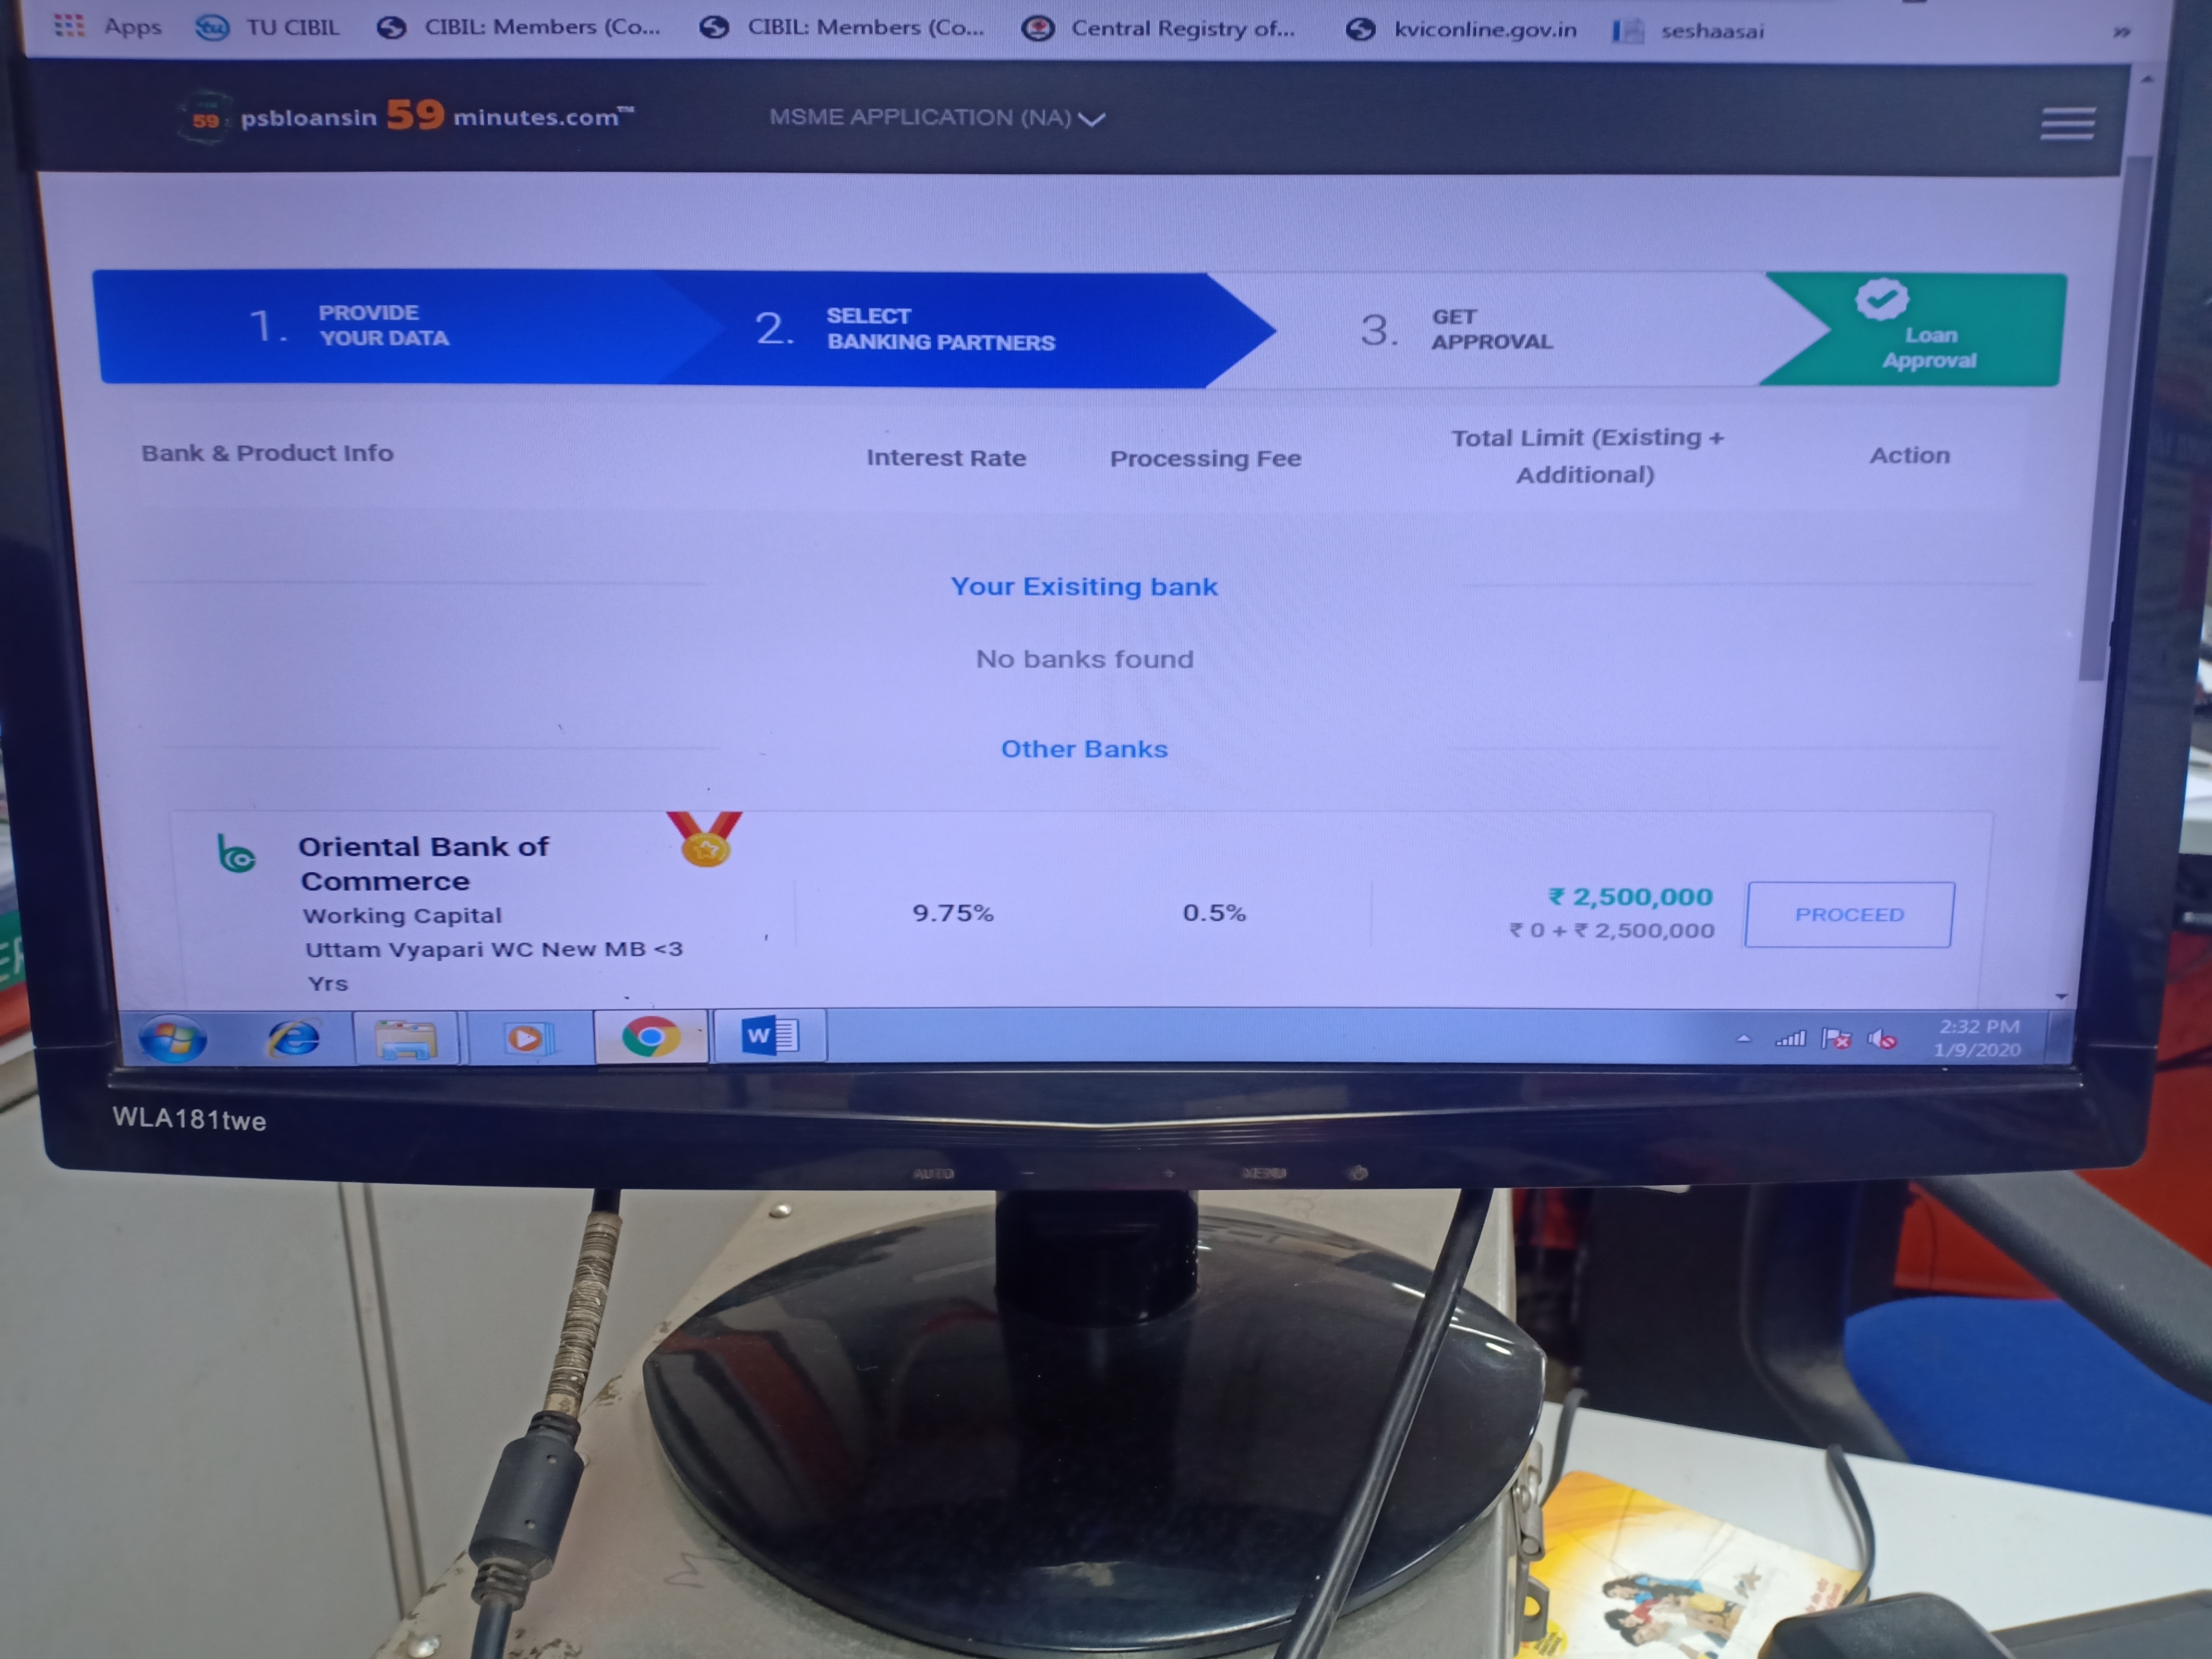 Apps TU CIBIL CIBIL: Members (Co... CIBIL: Members (Co... Central Registry of... kviconline.gov.in seshaasai »
59 psbloansin 59 minutes.com™ MSME APPLICATION (NA)
1. PROVIDE
YOUR DATA
2. SELECT
BANKING PARTNERS
3. GET
APPROVAL
Loan
Approval
Bank & Product Info
Interest Rate
Processing Fee
Total Limit (Existing +
Additional)
Action
Your Exisiting bank
No banks found
Other Banks
Oriental Bank of
Commerce
Working Capital
Uttam Vyapari WC New MB <3
Yrs
9.75%
0.5%
₹ 2,500,000
₹ 0 + ₹ 2,500,000
PROCEED
W
2:32 PM
1/9/2020
WLA181twe
AUTO - + MENU